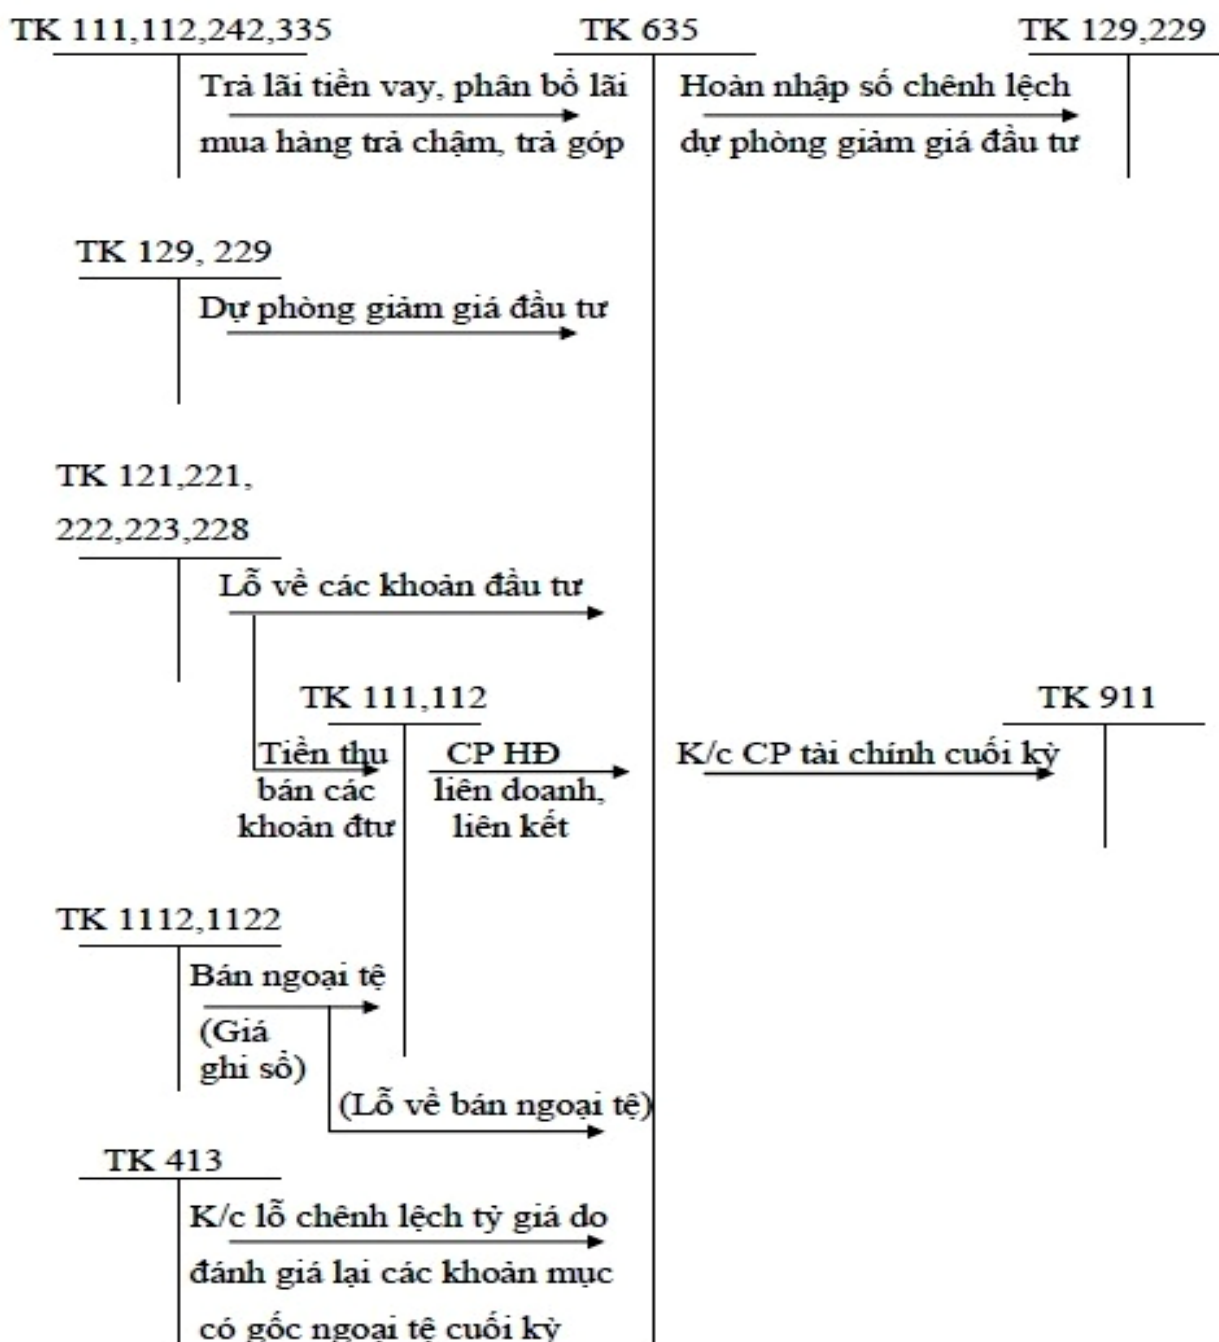 TK 111,112,242,335
TK 635
TK 129,229
Trả lãi tiền vay, phân bổ lãi
mua hàng trả chậm, trả góp
Hoàn nhập số chênh lệch
dự phòng giảm giá đầu tư
TK 129, 229
Dự phòng giảm giá đầu tư
TK 121,221,
222,223,228
Lỗ về các khoản đầu tư
TK 111,112
Tiền thu
bán các
khoản đtư
CP HĐ
liên doanh,
liên kết
TK 911
K/c CP tài chính cuối kỳ
TK 1112,1122
Bán ngoại tệ
(Giá
ghi sổ)
(Lỗ về bán ngoại tệ)
TK 413
K/c lỗ chênh lệch tỷ giá do
đánh giá lại các khoản mục
có gốc ngoại tệ cuối kỳ